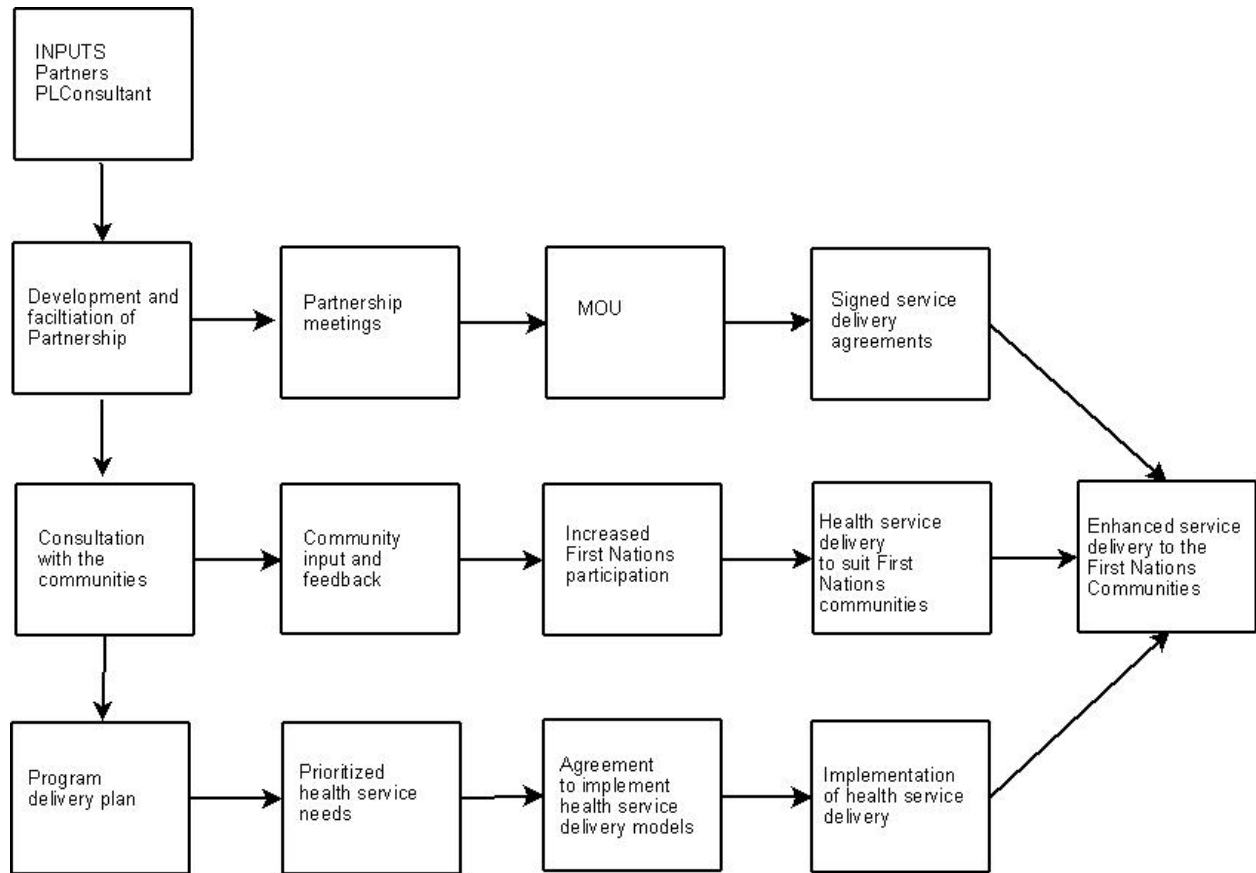 INPUTS
Partners
PLConsultant
Development and
faciltiation of
Partnership
Partnership
meetings
MOU
Signed service
delivery
agreements
Consultation
with the
communities
Community
input and
feedback
Increased
First Nations
participation
Health service
delivery
to suit First
Nations
communities
Enhanced service
delivery to the
First Nations
Communities
Program
delivery plan
Prioritized
health service
needs
Agreement
to implement
health service
delivery models
Implementation
of health service
delivery